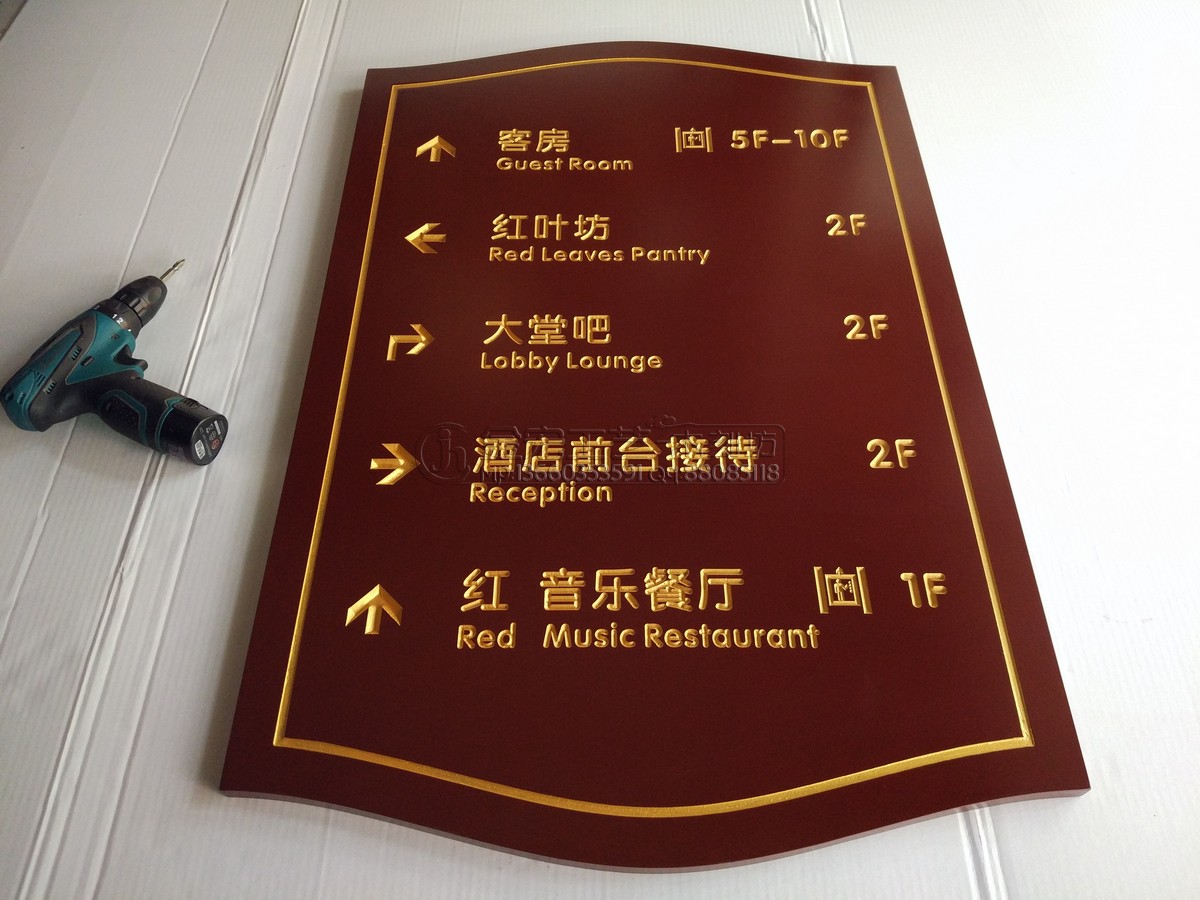 客房 5F-10F
Guest Room
红叶坊 2F
Red Leaves Pantry
大堂吧 2F
Lobby Lounge
酒店前台接待 2F
Reception
红 音乐餐厅 1F
Red Music Restaurant